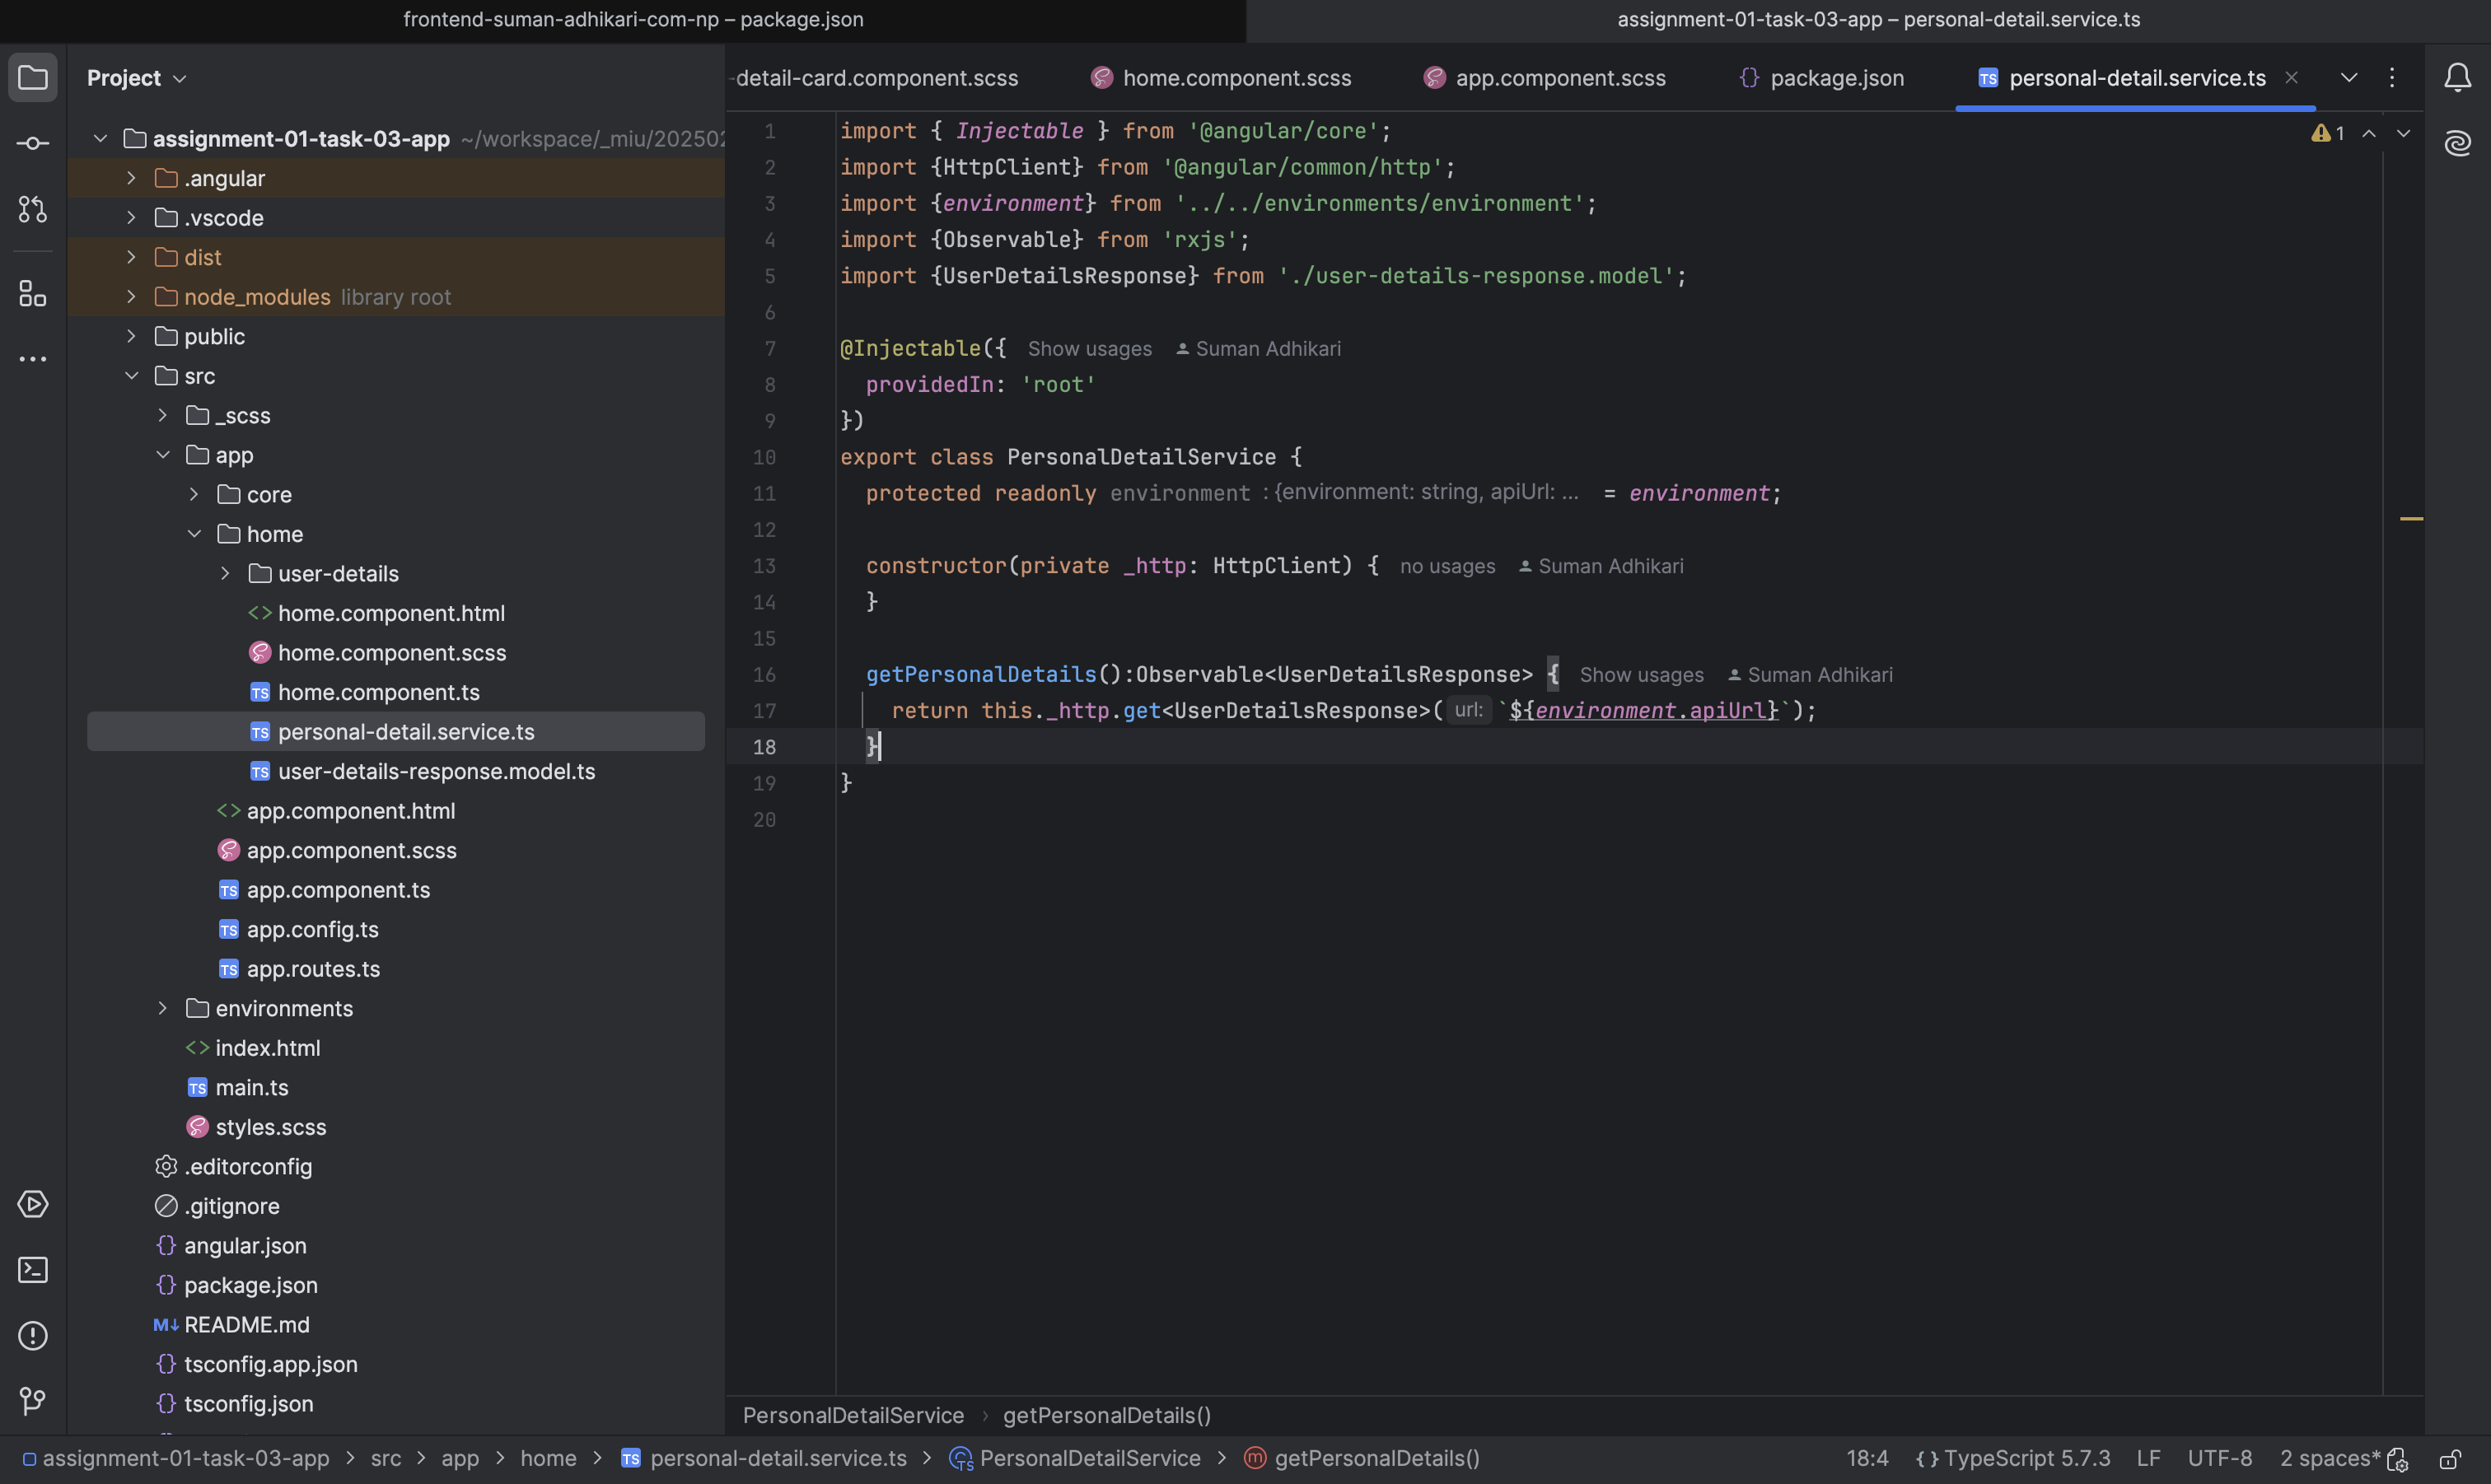 frontend-suman-adhikari-com-np – package.json
assignment-01-task-03-app – personal-detail.service.ts
Project
-detail-card.component.scss
home.component.scss
app.component.scss
package.json
personal-detail.service.ts
assignment-01-task-03-app ~/workspace/_miu/202502
.angular
.vscode
dist
node_modules library root
public
src
_scss
app
core
home
user-details
home.component.html
home.component.scss
home.component.ts
personal-detail.service.ts
user-details-response.model.ts
app.component.html
app.component.scss
app.component.ts
app.config.ts
app.routes.ts
environments
index.html
main.ts
styles.scss
.editorconfig
.gitignore
angular.json
package.json
README.md
tsconfig.app.json
tsconfig.json
1
1 import { Injectable } from '@angular/core';
2 import {HttpClient} from '@angular/common/http';
3 import {environment} from '../../environments/environment';
4 import {Observable} from 'rxjs';
5 import {UserDetailsResponse} from './user-details-response.model';
6
7 @Injectable({ Show usages Suman Adhikari
8 providedIn: 'root'
9 })
10 export class PersonalDetailService {
11 protected readonly environment : {environment: string, apiUrl: ... = environment;
12
13 constructor(private _http: HttpClient) { no usages Suman Adhikari
14 }
15
16 getPersonalDetails():Observable<UserDetailsResponse> { Show usages Suman Adhikari
17 return this._http.get<UserDetailsResponse>( url: `${environment.apiUrl}`);
18 }
19 }
20
PersonalDetailService › getPersonalDetails()
assignment-01-task-03-app > src > app > home > personal-detail.service.ts > PersonalDetailService > getPersonalDetails()
18:4 {} TypeScript 5.7.3 LF UTF-8 2 spaces*